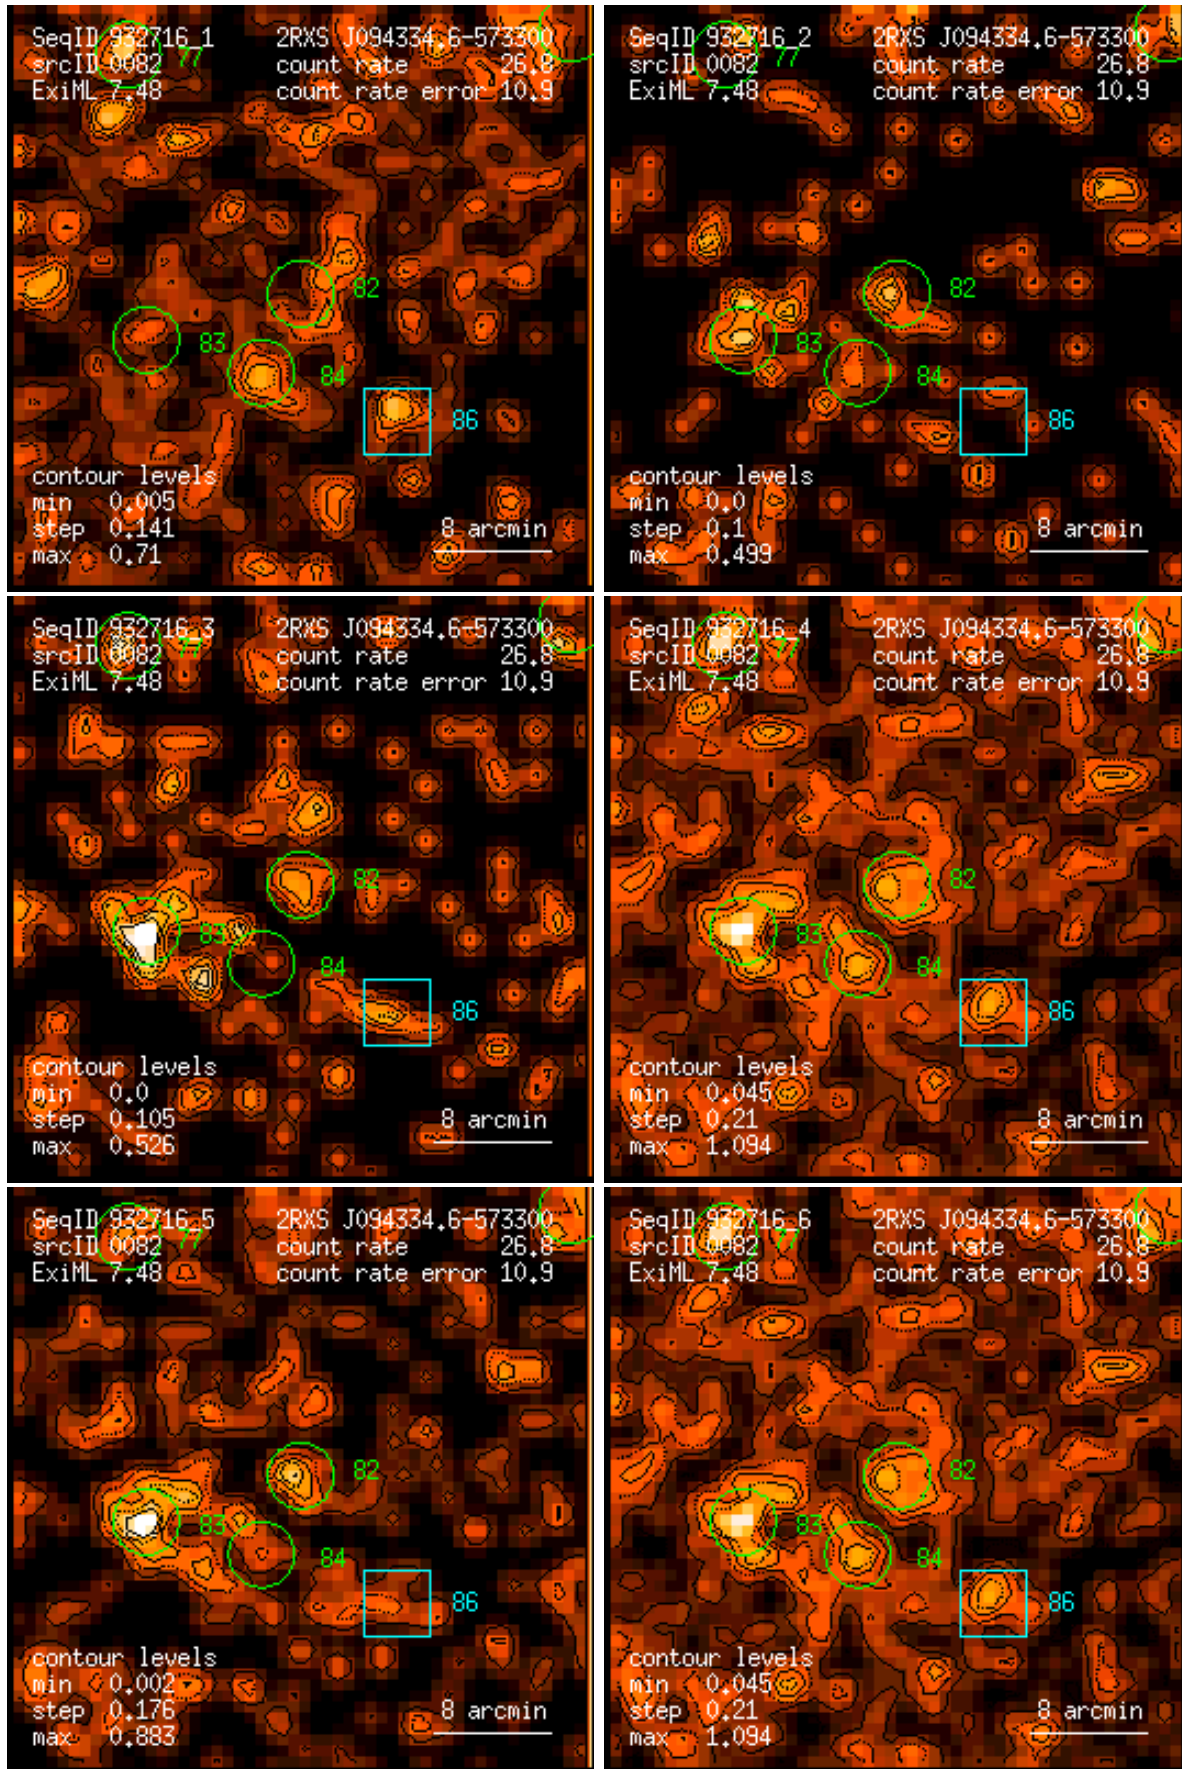 SeqID 932716_1 2RXS J094334.6-573300
srcID 0082 77 count rate 26.8
ExiML 7.48 count rate error 10.9
82
83
84
86
contour levels
min 0.005
step 0.141 8 arcmin
max 0.71
SeqID 932716_2 2RXS J094334.6-573300
srcID 0082 77 count rate 26.8
ExiML 7.48 count rate error 10.9
82
83
84
86
contour levels
min 0.0
step 0.1 8 arcmin
max 0.499
SeqID 932716_3 2RXS J094334.6-573300
srcID 0082 77 count rate 26.8
ExiML 7.48 count rate error 10.9
82
83
84
86
contour levels
min 0.0
step 0.105 8 arcmin
max 0.526
SeqID 932716_4 2RXS J094334.6-573300
srcID 0082 77 count rate 26.8
ExiML 7.48 count rate error 10.9
82
83
84
86
contour levels
min 0.045
step 0.21 8 arcmin
max 1.094
SeqID 932716_5 2RXS J094334.6-573300
srcID 0082 77 count rate 26.8
ExiML 7.48 count rate error 10.9
82
83
84
86
contour levels
min 0.002
step 0.176 8 arcmin
max 0.883
SeqID 932716_6 2RXS J094334.6-573300
srcID 0082 77 count rate 26.8
ExiML 7.48 count rate error 10.9
82
83
84
86
contour levels
min 0.045
step 0.21 8 arcmin
max 1.094